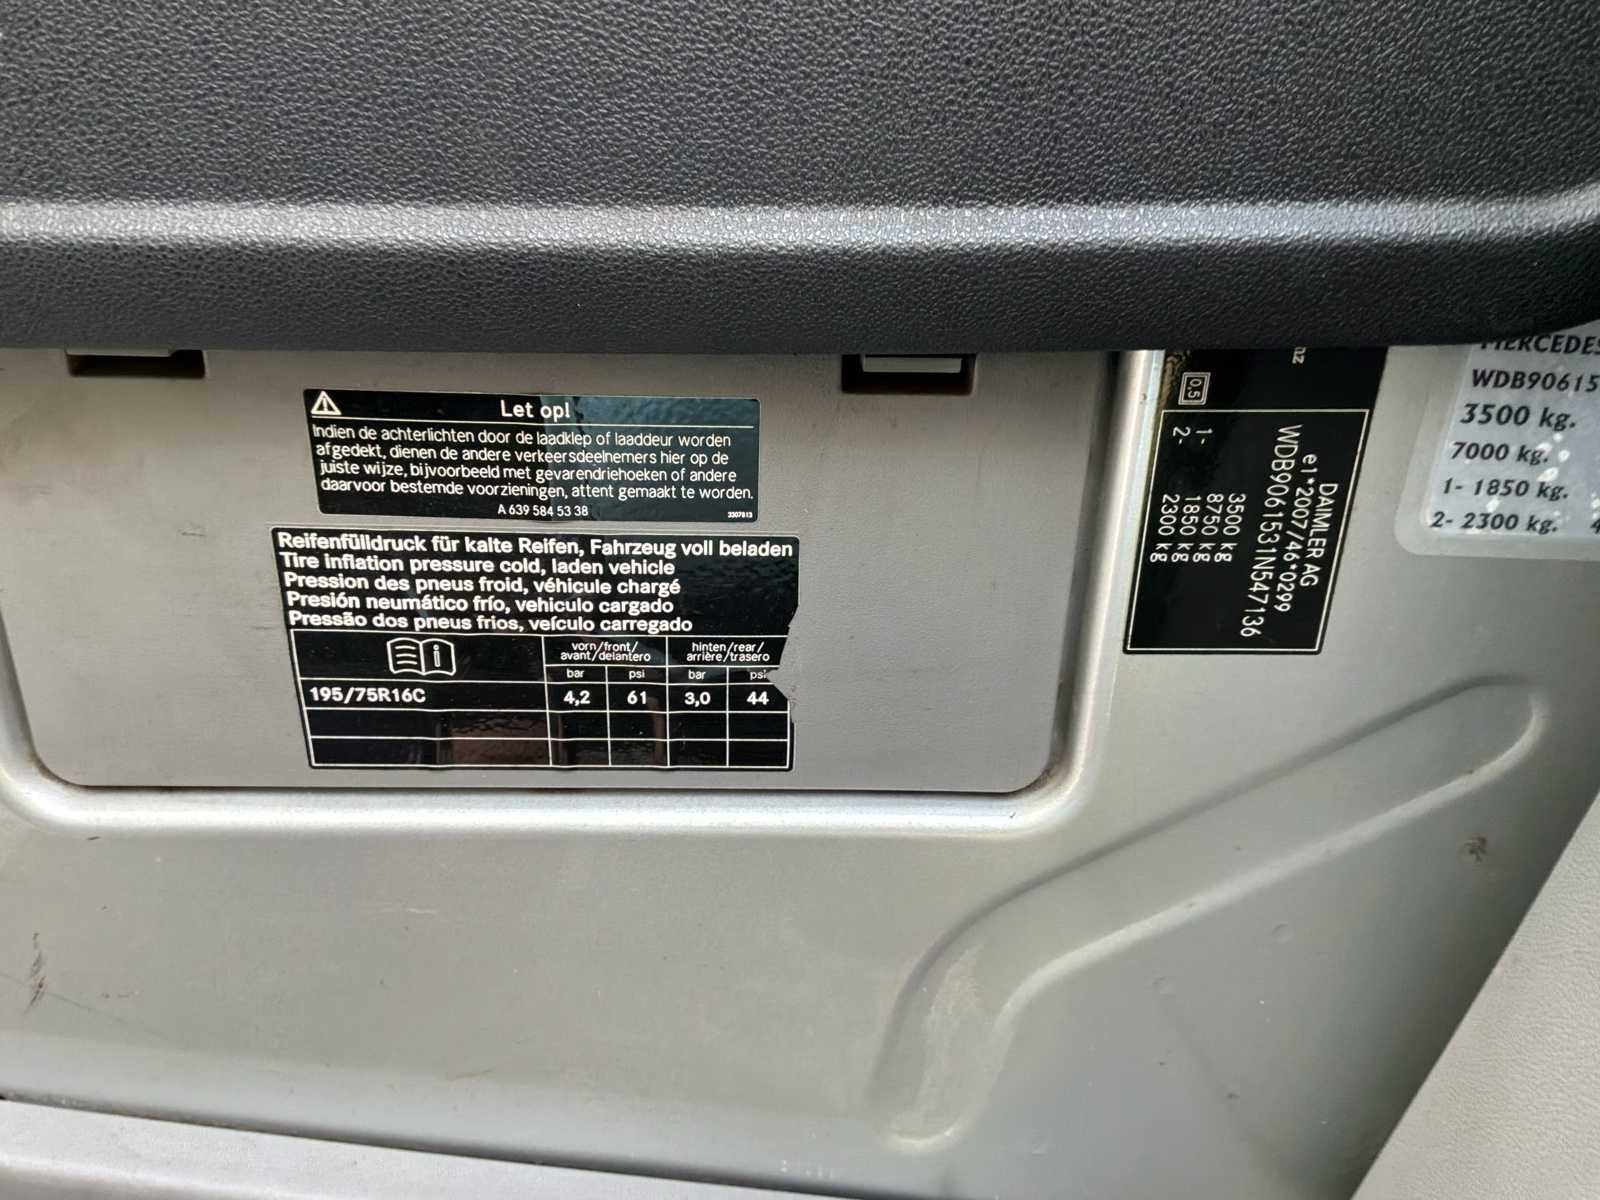 Let op!
Indien de achterlichten door de laadklep of laaddeur worden
afgedekt, dienen de andere verkeersdeelnemers hier op de
juiste wijze, bijvoorbeeld met gevarendriehoeken of andere
daarvoor bestemde voorzieningen, attent gemaakt te worden.
A 639 584 53 38
3307813
Reifenfülldruck für kalte Reifen, Fahrzeug voll beladen
Tire inflation pressure cold, laden vehicle
Pression des pneus froid, véhicule chargé
Presión neumático frío, vehiculo cargado
Pressão dos pneus frios, veículo carregado
vorn/front/ hinten/rear/
avant/delantero arrière/trasero
bar psi bar psi
195/75R16C 4,2 61 3,0 44
nz
0.5
DAIMLER AG
e1*2007/46*0299
WDB9061531N547136
3500 kg
8750 kg
1- 1850 kg
2- 2300 kg
MERCEDES
WDB90615
3500 kg.
7000 kg.
1- 1850 kg.
2- 2300 kg. 4